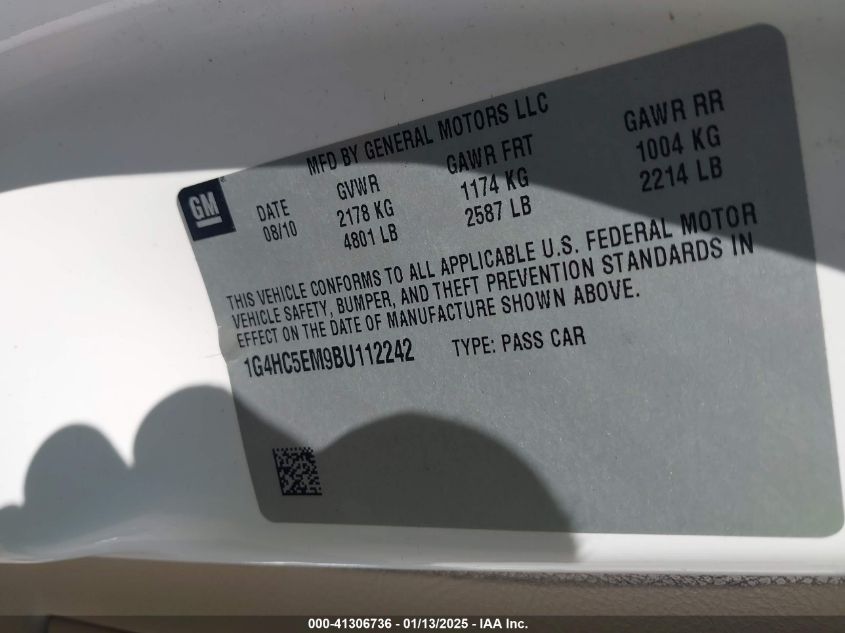 MFD BY GENERAL MOTORS LLC
GM
DATE GVWR GAWR FRT GAWR RR
08/10 2178 KG 1174 KG 1004 KG
4801 LB 2587 LB 2214 LB
THIS VEHICLE CONFORMS TO ALL APPLICABLE U.S. FEDERAL MOTOR
VEHICLE SAFETY, BUMPER, AND THEFT PREVENTION STANDARDS IN
EFFECT ON THE DATE OF MANUFACTURE SHOWN ABOVE.
1G4HC5EM9BU112242 TYPE: PASS CAR
000-41306736 - 01/13/2025 - IAA Inc.